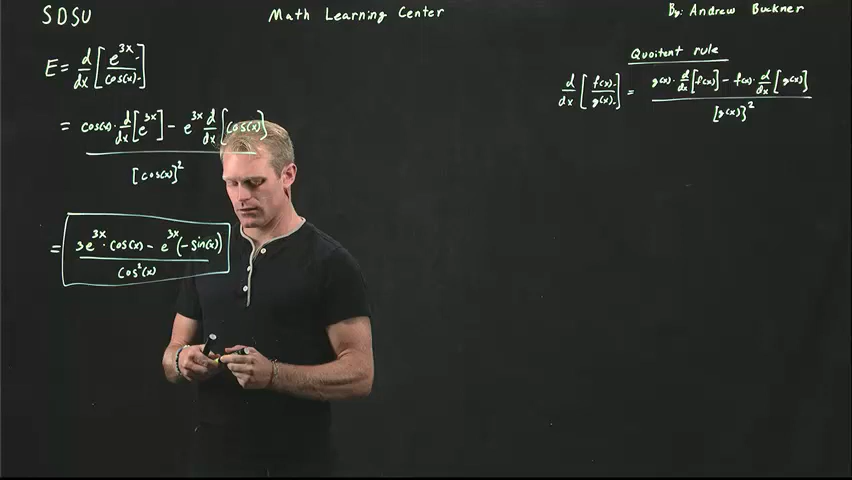 SDSU
Math Learning Center
By: Andrew Buckner
E = d/dx [ e^3x / cos(x) ]
= cos(x) · d/dx [e^3x] − e^3x d/dx [cos(x)]
[cos(x)]^2
= 3e^3x · cos(x) − e^3x (−sin(x))
cos^2(x)
Quoitent rule
d/dx [ f(x) / g(x) ] = g(x) · d/dx [f(x)] − f(x) · d/dx [g(x)]
[g(x)]^2